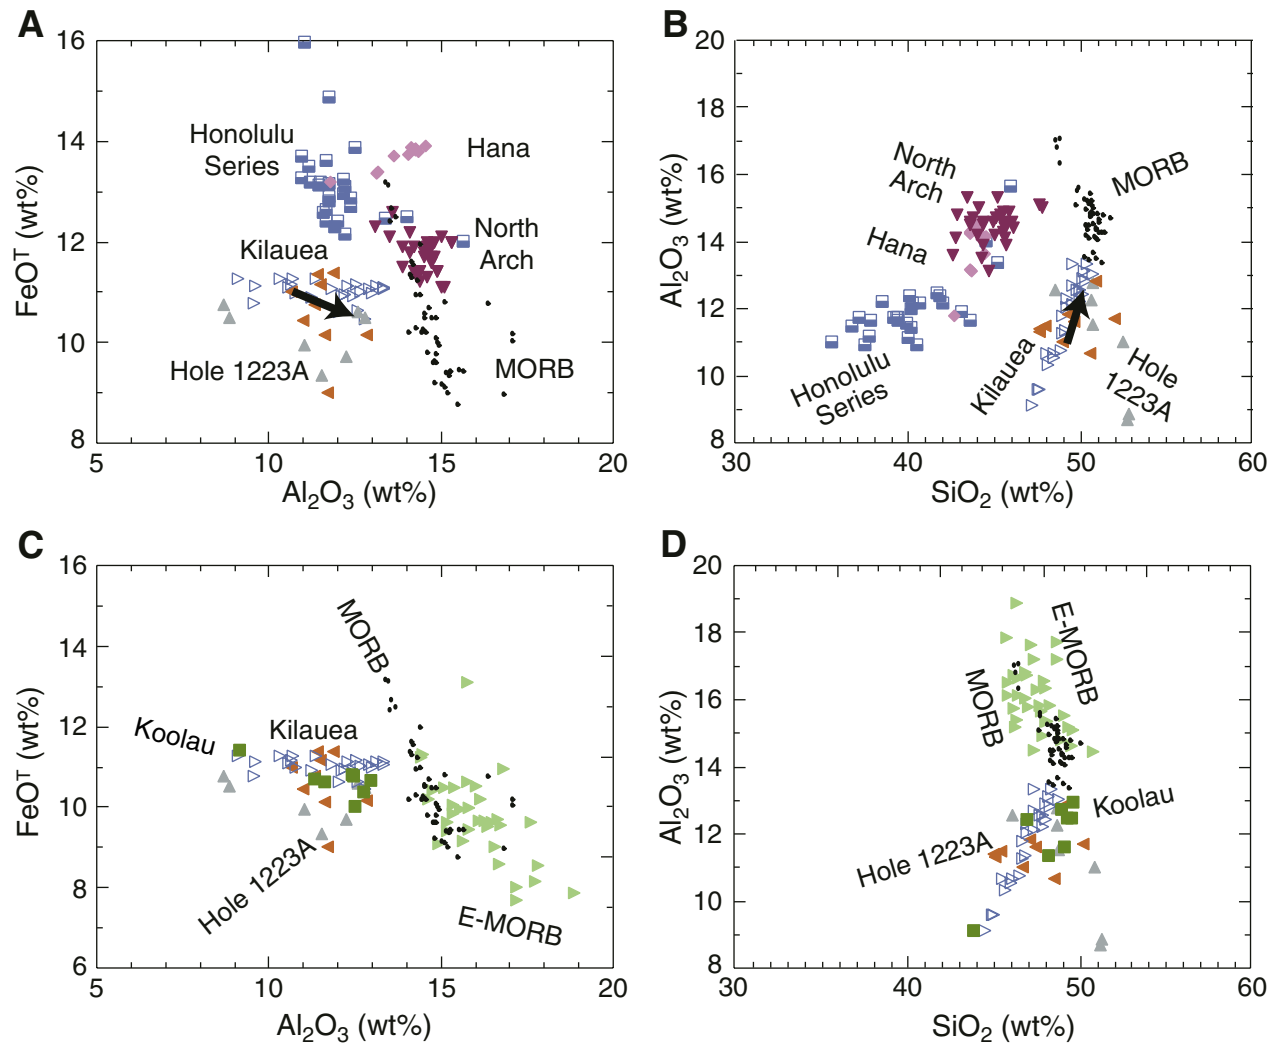 A
16
14
12
10
8
FeOᵀ (wt%)
Honolulu
Series
Hana
Kilauea
North
Arch
Hole 1223A
MORB
5
10
15
20
Al₂O₃ (wt%)
B
20
18
16
14
12
10
8
Al₂O₃ (wt%)
North
Arch
MORB
Hana
Honolulu
Series
Kilauea
Hole
1223A
30
40
50
60
SiO₂ (wt%)
C
16
14
12
10
8
6
FeOᵀ (wt%)
MORB
Koolau
Kilauea
Hole 1223A
E-MORB
5
10
15
20
Al₂O₃ (wt%)
D
20
18
16
14
12
10
8
Al₂O₃ (wt%)
E-MORB
MORB
Koolau
Hole 1223A
30
40
50
60
SiO₂ (wt%)